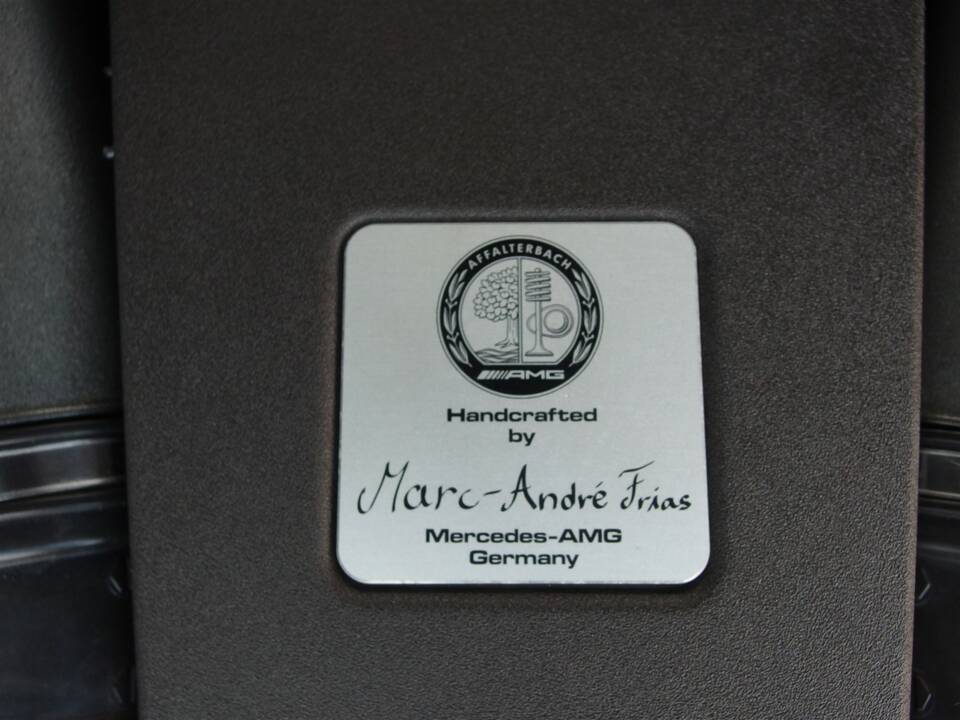 AFFALTERBACH
AMG
Handcrafted
by
Marc-André Frias
Mercedes-AMG
Germany